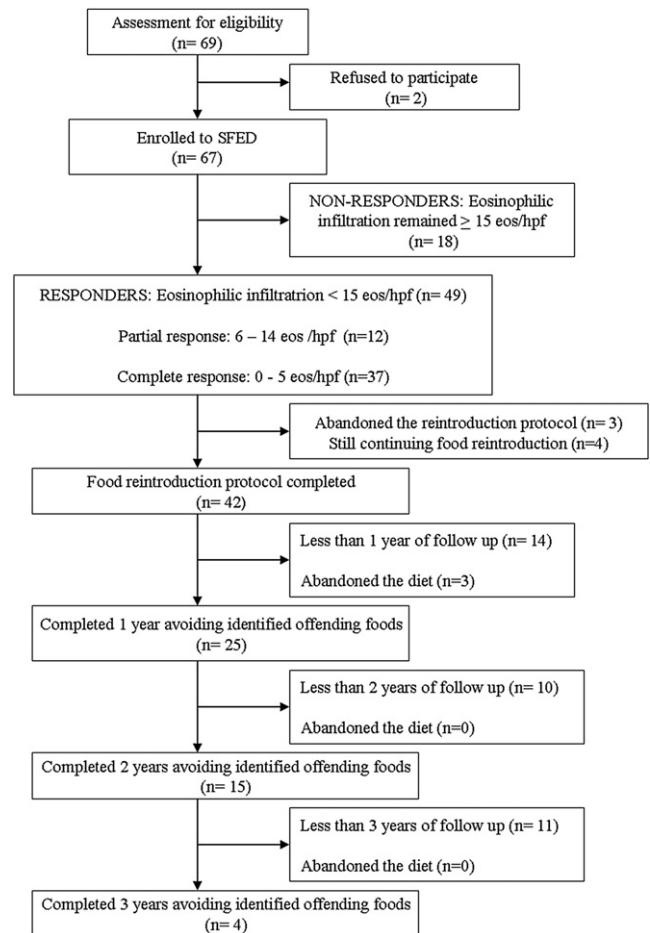 Assessment for eligibility
(n= 69)
Refused to participate
(n= 2)
Enrolled to SFED
(n= 67)
NON-RESPONDERS: Eosinophilic
infiltration remained ≥ 15 eos/hpf
(n= 18)
RESPONDERS: Eosinophilic infiltratrion < 15 eos/hpf (n= 49)
Partial response: 6 – 14 eos /hpf (n=12)
Complete response: 0 - 5 eos/hpf (n=37)
Abandoned the reintroduction protocol (n= 3)
Still continuing food reintroduction (n=4)
Food reintroduction protocol completed
(n= 42)
Less than 1 year of follow up (n= 14)
Abandoned the diet (n=3)
Completed 1 year avoiding identified offending foods
(n= 25)
Less than 2 years of follow up (n= 10)
Abandoned the diet (n=0)
Completed 2 years avoiding identified offending foods
(n= 15)
Less than 3 years of follow up (n= 11)
Abandoned the diet (n=0)
Completed 3 years avoiding identified offending foods
(n= 4)